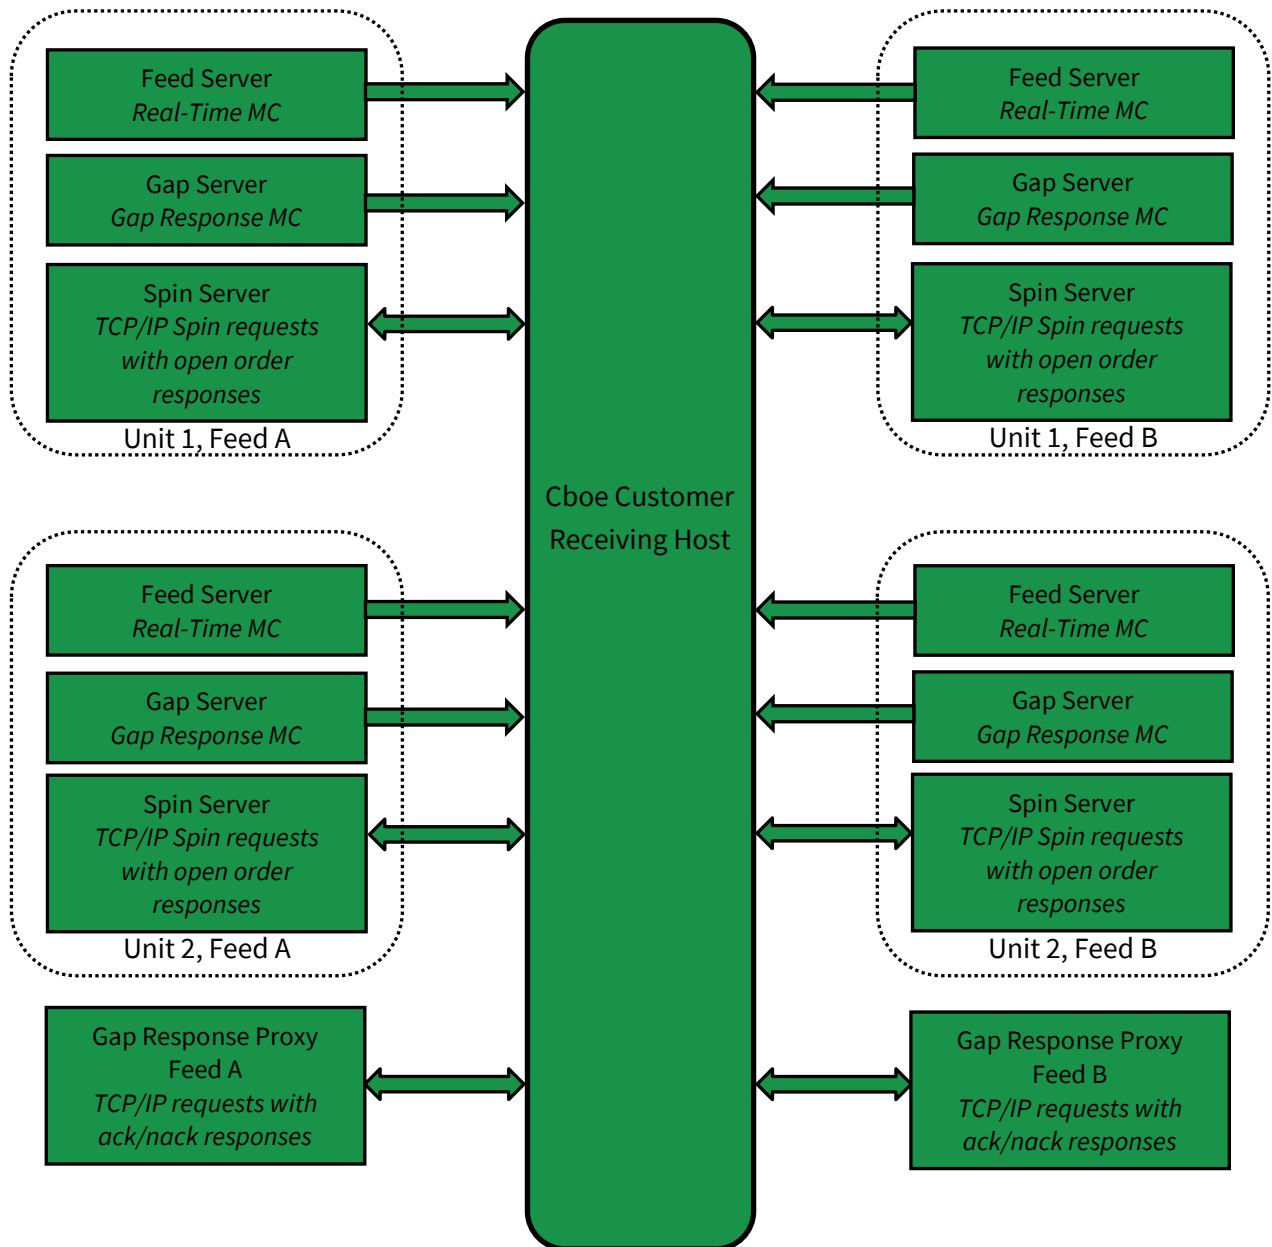 Feed Server
Real-Time MC
Gap Server
Gap Response MC
Spin Server
TCP/IP Spin requests
with open order
responses
Unit 1, Feed A
Feed Server
Real-Time MC
Gap Server
Gap Response MC
Spin Server
TCP/IP Spin requests
with open order
responses
Unit 1, Feed B
Cboe Customer
Receiving Host
Feed Server
Real-Time MC
Gap Server
Gap Response MC
Spin Server
TCP/IP Spin requests
with open order
responses
Unit 2, Feed A
Feed Server
Real-Time MC
Gap Server
Gap Response MC
Spin Server
TCP/IP Spin requests
with open order
responses
Unit 2, Feed B
Gap Response Proxy
Feed A
TCP/IP requests with
ack/nack responses
Gap Response Proxy
Feed B
TCP/IP requests with
ack/nack responses